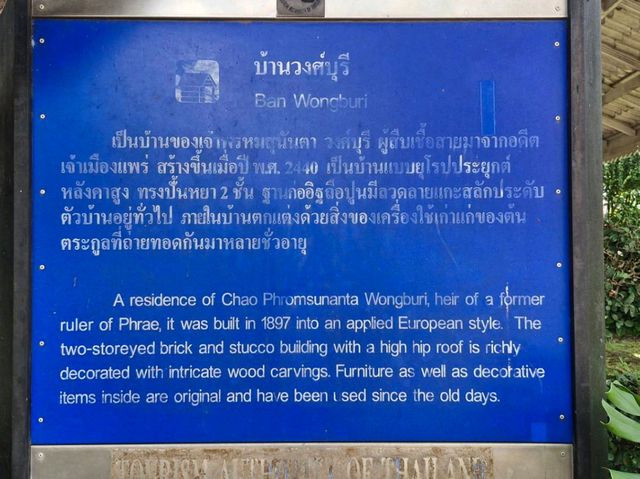 บ้านวงศ์บุรี
Ban Wongburi
เป็นบ้านของเจ้าพรหมสุนันตา วงศ์บุรี ผู้สืบเชื้อสายมาจากอดีต
เจ้าเมืองแพร่ สร้างขึ้นเมื่อปี พ.ศ. 2440 เป็นบ้านแบบยุโรปประยุกต์
หลังคาสูง ทรงปั้นหยา 2 ชั้น ฐานก่ออิฐถือปูนมีลวดลายแกะสลักประดับ
ตัวบ้านอยู่ทั่วไป ภายในบ้านตกแต่งด้วยสิ่งของเครื่องใช้เก่าแก่ของต้น
ตระกูลที่ถ่ายทอดกันมาหลายชั่วอายุ
A residence of Chao Phromsunanta Wongburi, heir of a former
ruler of Phrae, it was built in 1897 into an applied European style. The
two-storeyed brick and stucco building with a high hip roof is richly
decorated with intricate wood carvings. Furniture as well as decorative
items inside are original and have been used since the old days.
TOURISM AUTHORITY OF THAILAND